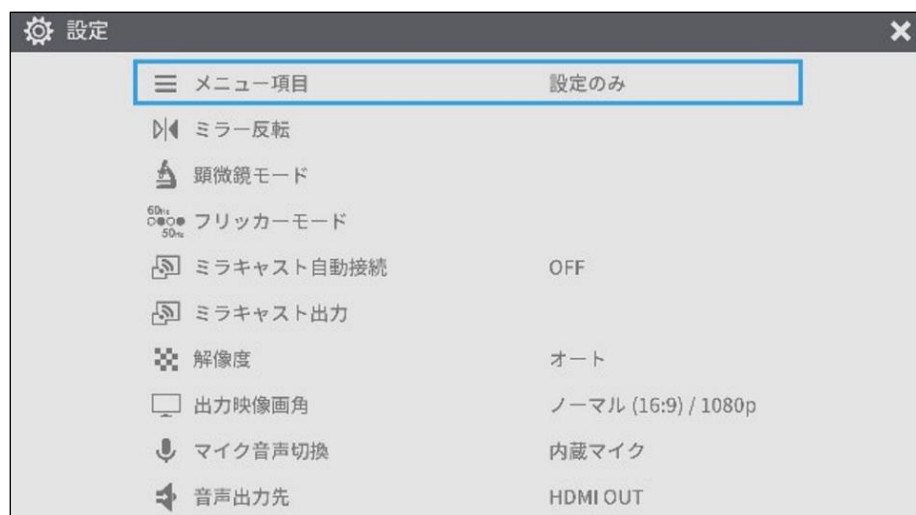 設定
メニュー項目 設定のみ
ミラー反転
顕微鏡モード
60Hz
50Hz
フリッカーモード
ミラキャスト自動接続 OFF
ミラキャスト出力
解像度 オート
出力映像画角 ノーマル (16:9) / 1080p
マイク音声切換 内蔵マイク
音声出力先 HDMI OUT